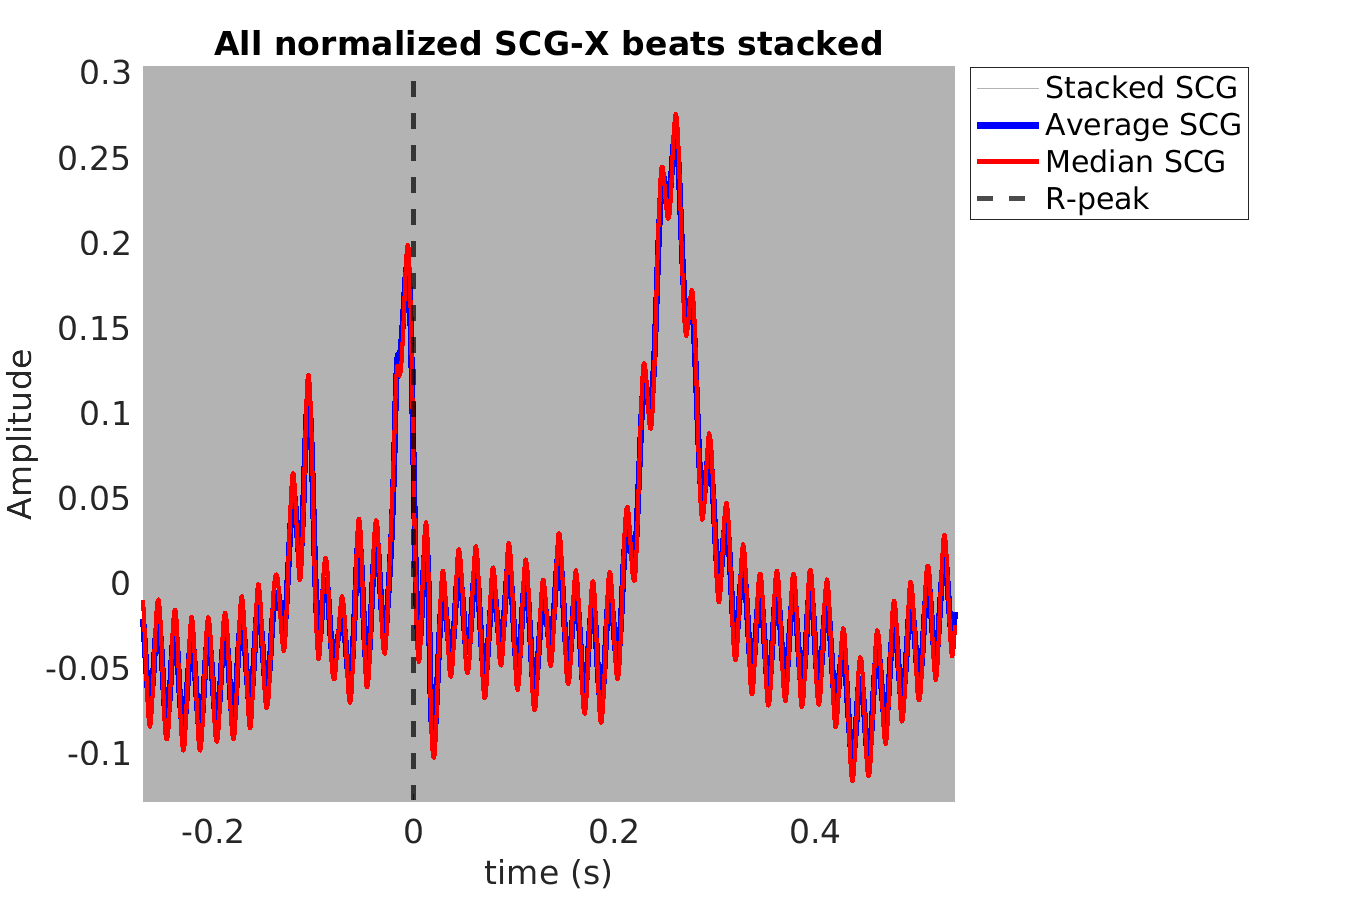 All normalized SCG-X beats stacked
Stacked SCG
Average SCG
Median SCG
R-peak
Amplitude
0.3
0.25
0.2
0.15
0.1
0.05
0
-0.05
-0.1
-0.2
0
0.2
0.4
time (s)